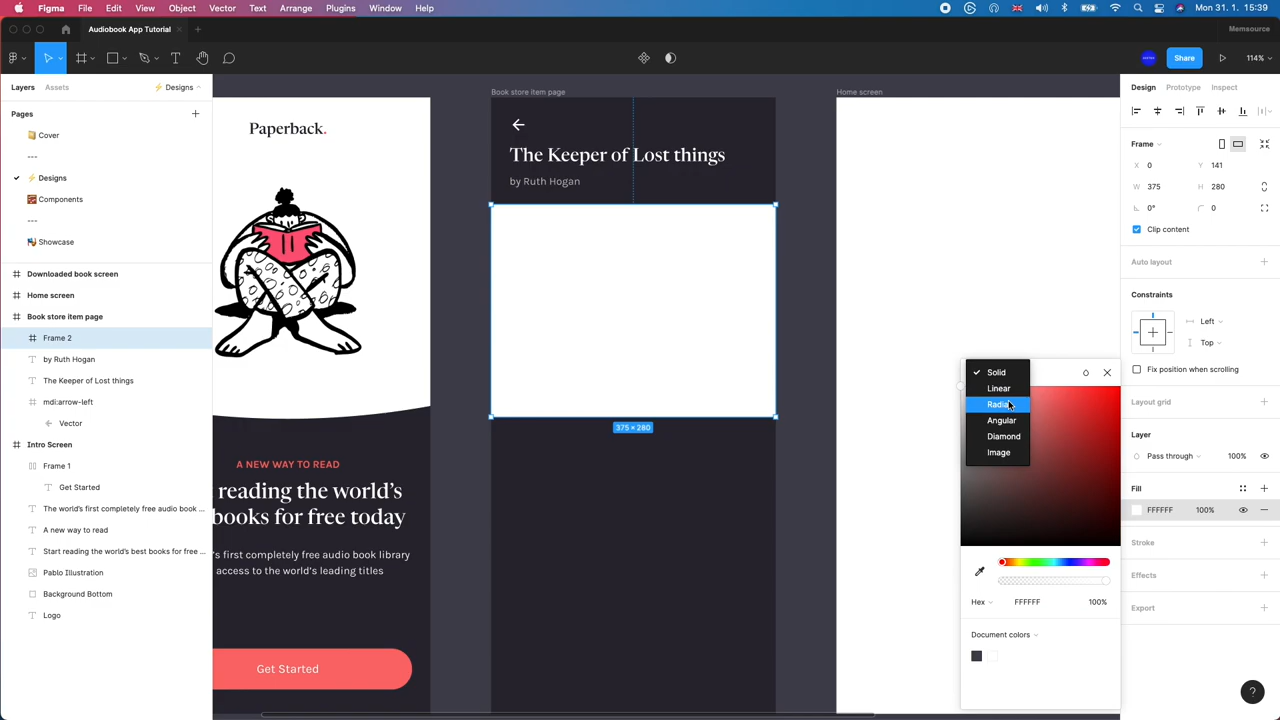 Figma File Edit View Object Vector Text Arrange Plugins Window Help
Audiobook App Tutorial
Memsource
Share
114%
Layers
Assets
⚡ Designs
Pages
Cover
---
⚡ Designs
Components
---
Showcase
Downloaded book screen
Home screen
Book store item page
Frame 2
by Ruth Hogan
The Keeper of Lost things
mdi:arrow-left
Vector
Intro Screen
Frame 1
Get Started
The world's first completely free audio book ...
A new way to read
Start reading the world's best books for free ...
Pablo Illustration
Background Bottom
Logo
Paperback.
A NEW WAY TO READ
reading the world's
books for free today
's first completely free audio book library
access to the world's leading titles
Get Started
Book store item page
The Keeper of Lost things
by Ruth Hogan
375 × 280
Home screen
Solid
Linear
Radial
Angular
Diamond
Image
Hex
FFFFFF
100%
Document colors
Design
Prototype
Inspect
Frame
X 0
Y 141
W 375
H 280
0°
0
Clip content
Auto layout
Constraints
Left
Top
Fix position when scrolling
Layout grid
Layer
Pass through
100%
Fill
FFFFFF
100%
Stroke
Effects
Export
?